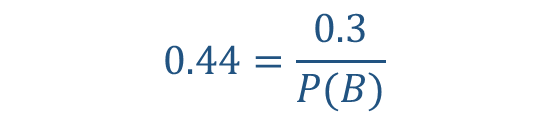 0.44 = 0.3 / P(B)